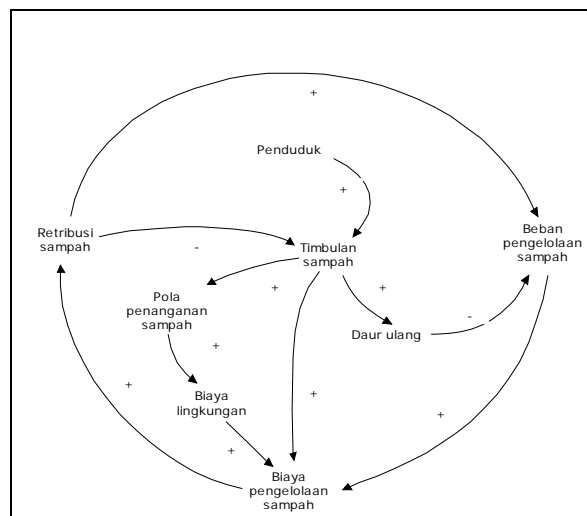 +
Penduduk
+
Retribusi
sampah
-
Timbulan
sampah
Beban
pengelolaan
sampah
Pola
penanganan
sampah
+
+
-
Daur ulang
+
+
Biaya
lingkungan
+
+
+
Biaya
pengelolaan
sampah